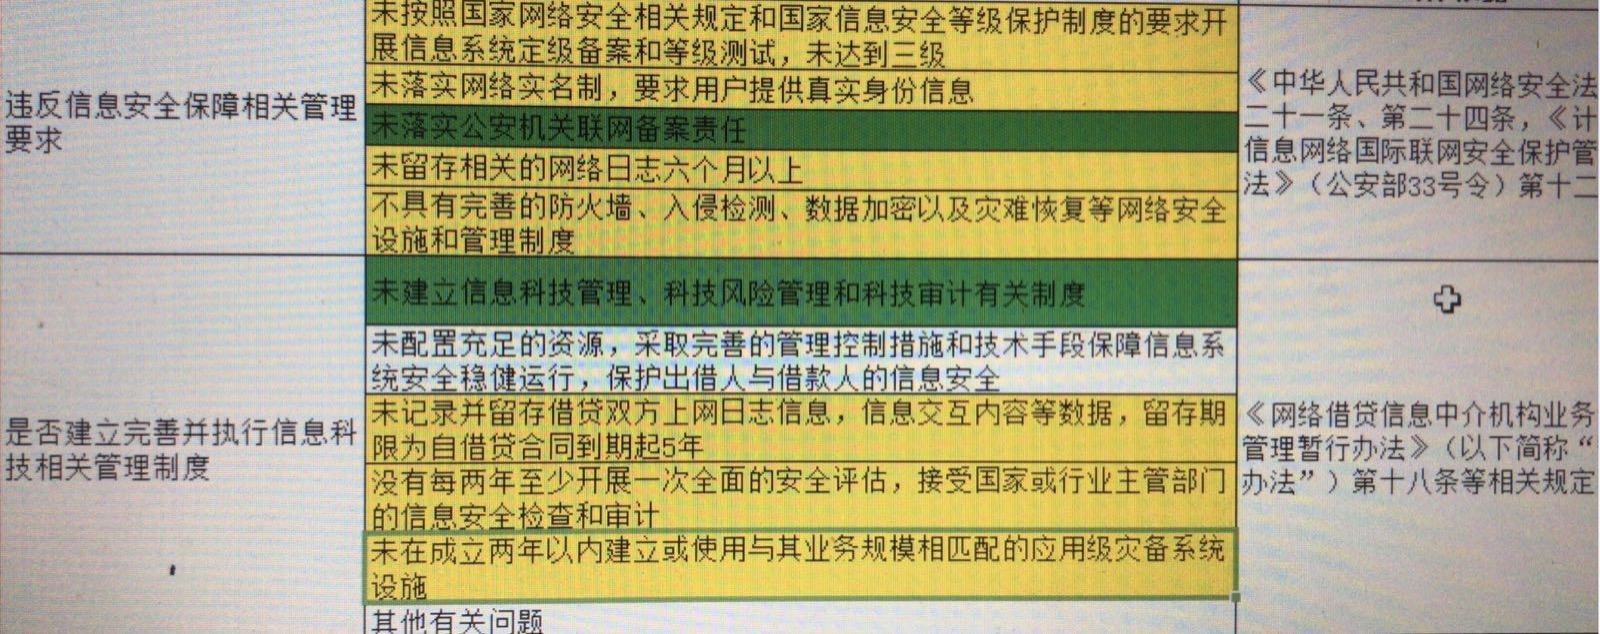 未按照国家网络安全相关规定和国家信息安全等级保护制度的要求开
展信息系统定级备案和等级测试，未达到三级
未落实网络实名制，要求用户提供真实身份信息
违反信息安全保障相关管理
要求
未落实公安机关联网备案责任
未留存相关的网络日志六个月以上
不具有完善的防火墙、入侵检测、数据加密以及灾难恢复等网络安全
设施和管理制度
《中华人民共和国网络安全法
二十一条、第二十四条，《计
信息网络国际联网安全保护管
法》（公安部33号令）第十二
是否建立完善并执行信息科
技相关管理制度
未建立信息科技管理、科技风险管理和科技审计有关制度
未配置充足的资源，采取完善的管理控制措施和技术手段保障信息系
统安全稳健运行，保护出借人与借款人的信息安全
未记录并留存借贷双方上网日志信息，信息交互内容等数据，留存期
限为自借贷合同到期起5年
没有每两年至少开展一次全面的安全评估，接受国家或行业主管部门
的信息安全检查和审计
未在成立两年以内建立或使用与其业务规模相匹配的应用级灾备系统
设施
其他有关问题
《网络借贷信息中介机构业务
管理暂行办法》（以下简称“
办法”）第十八条等相关规定